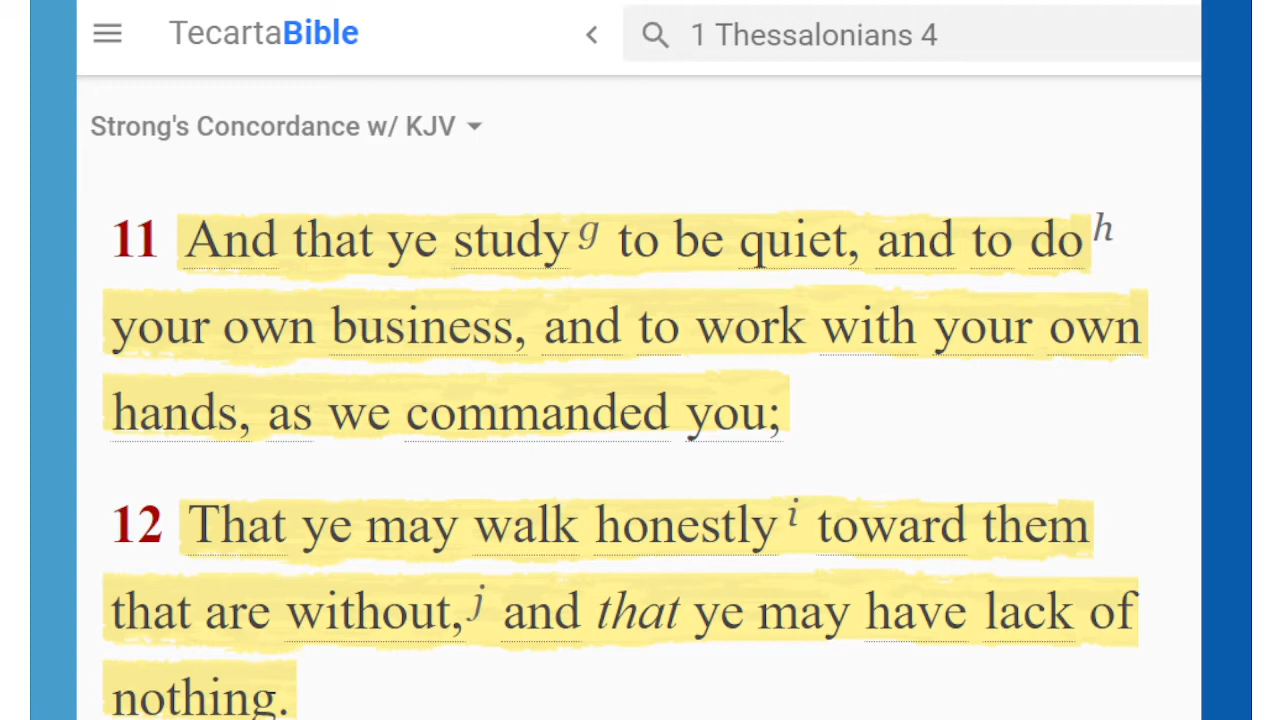 TecartaBible
1 Thessalonians 4
Strong's Concordance w/ KJV
11 And that ye study g to be quiet, and to do h
your own business, and to work with your own
hands, as we commanded you;
12 That ye may walk honestly i toward them
that are without, j and that ye may have lack of
nothing.